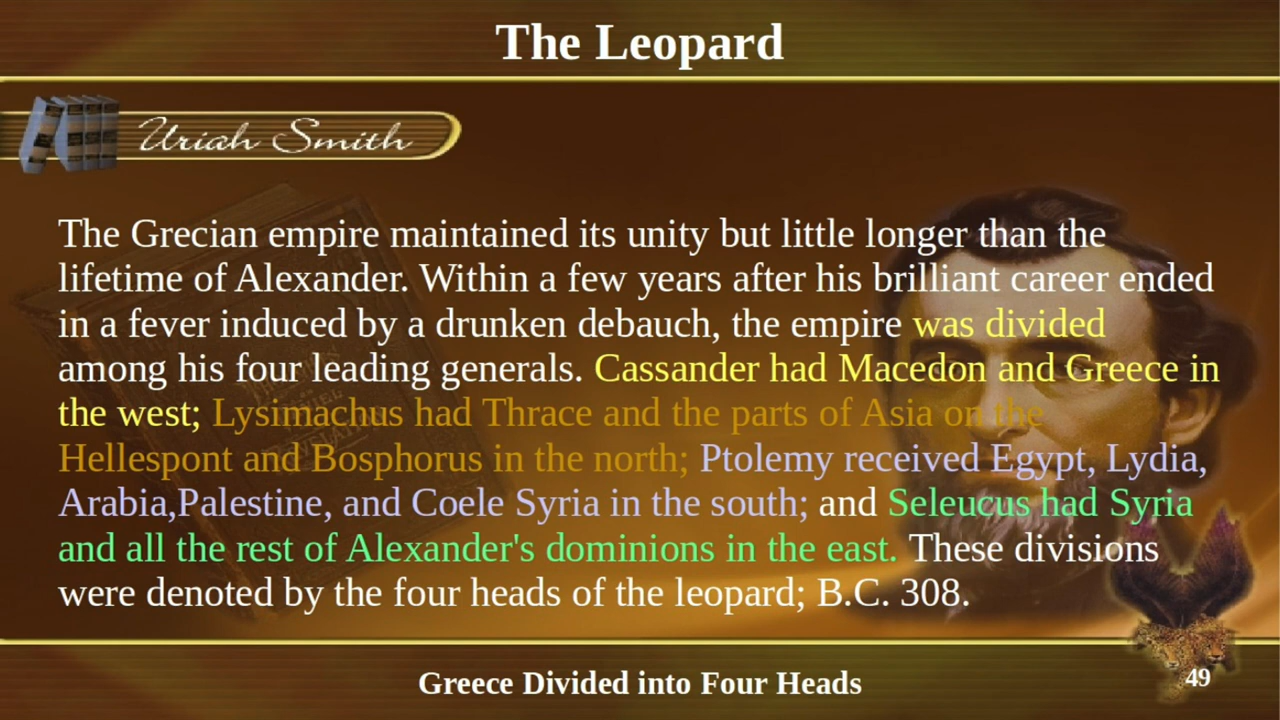 The Leopard
Uriah Smith
The Grecian empire maintained its unity but little longer than the
lifetime of Alexander. Within a few years after his brilliant career ended
in a fever induced by a drunken debauch, the empire was divided
among his four leading generals. Cassander had Macedon and Greece in
the west; Lysimachus had Thrace and the parts of Asia on the
Hellespont and Bosphorus in the north; Ptolemy received Egypt, Lydia,
Arabia,Palestine, and Coele Syria in the south; and Seleucus had Syria
and all the rest of Alexander's dominions in the east. These divisions
were denoted by the four heads of the leopard; B.C. 308.
Greece Divided into Four Heads
49